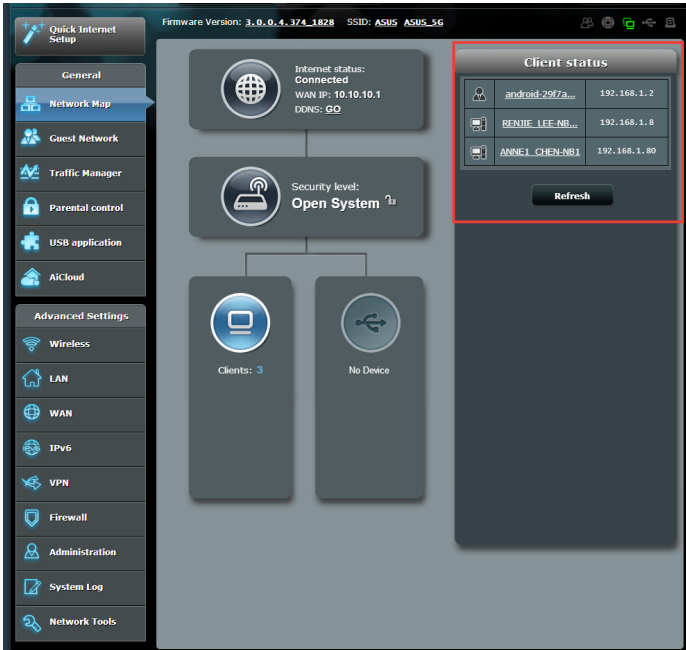 Quick Internet
Setup
Firmware Version: 3.0.0.4.374_1828 SSID: ASUS ASUS_5G
General
Network Map
Guest Network
Traffic Manager
Parental control
USB application
AiCloud
Advanced Settings
Wireless
LAN
WAN
IPv6
IPv6
VPN
Firewall
Administration
System Log
Network Tools
Internet status:
Connected
WAN IP: 10.10.10.1
DDNS: GO
Security level:
Open System
Clients: 3
No Device
Client status
android-29f7a... 192.168.1.2
RENJIE_LEE-NB... 192.168.1.8
ANNE1_CHEN-NB1 192.168.1.80
Refresh